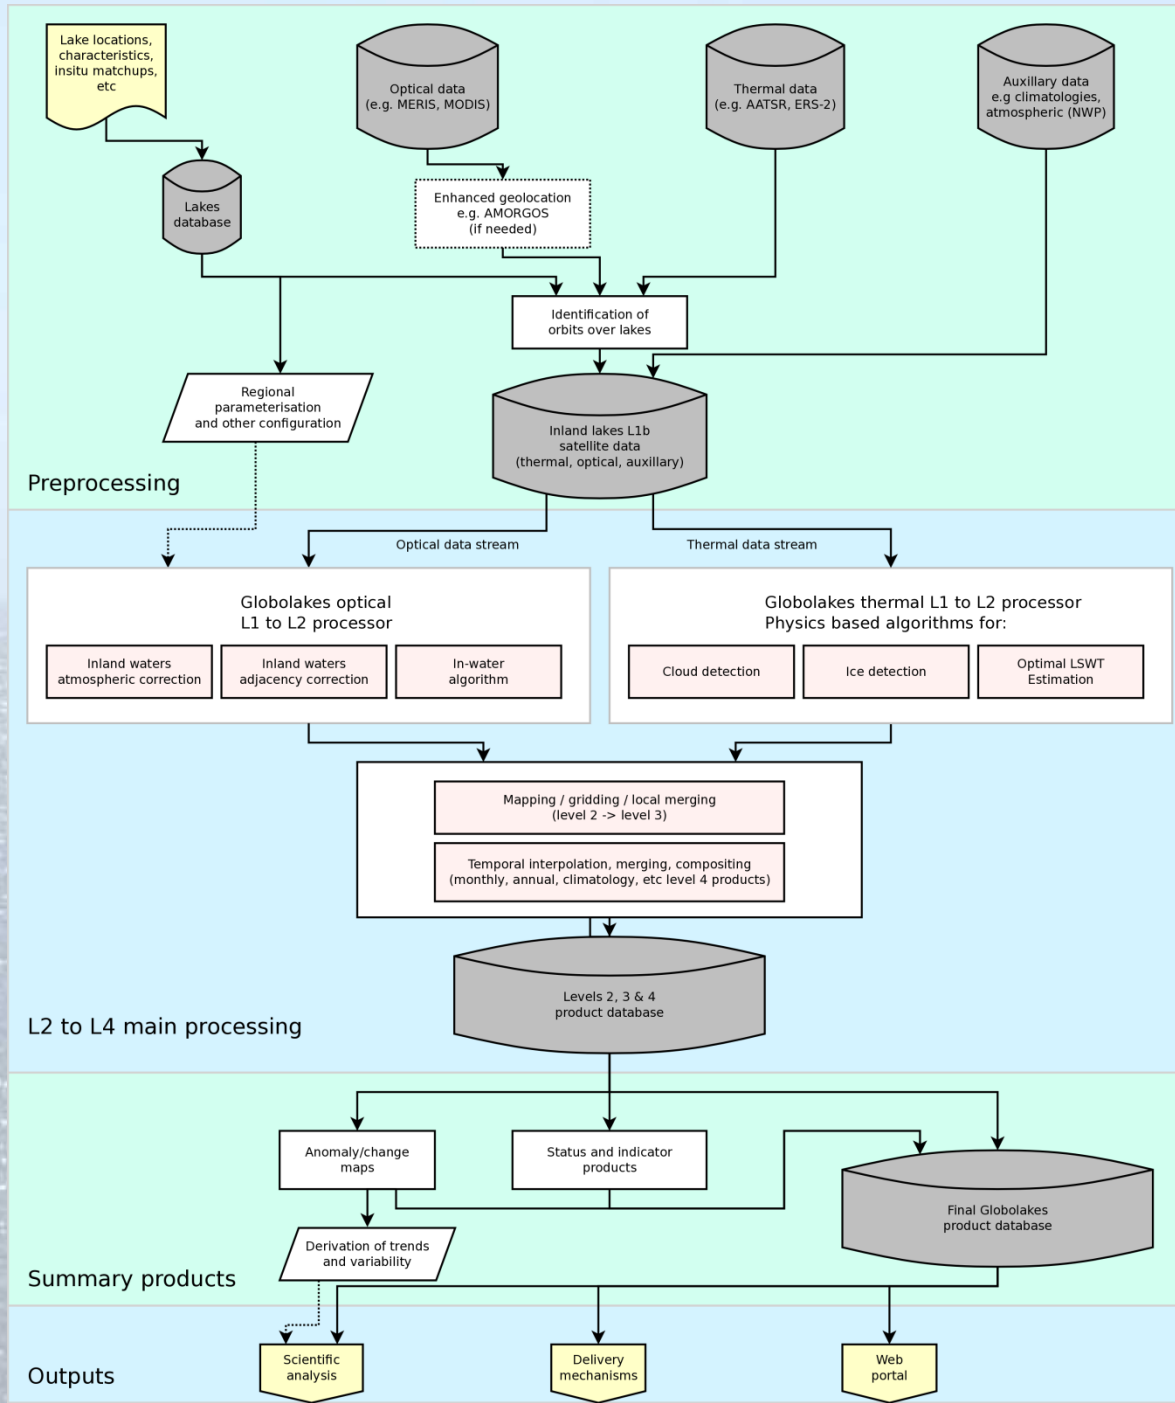 Lake locations,
characteristics,
insitu matchups,
etc
Optical data
(e.g. MERIS, MODIS)
Thermal data
(e.g. AATSR, ERS-2)
Auxillary data
e.g climatologies,
atmospheric (NWP)
Lakes
database
Enhanced geolocation
e.g. AMORGOS
(if needed)
Identification of
orbits over lakes
Regional
parameterisation
and other configuration
Inland lakes L1b
satellite data
(thermal, optical, auxillary)
Preprocessing
Optical data stream
Thermal data stream
Globolakes optical
L1 to L2 processor
Inland waters
atmospheric correction
Inland waters
adjacency correction
In-water
algorithm
Globolakes thermal L1 to L2 processor
Physics based algorithms for:
Cloud detection
Ice detection
Optimal LSWT
Estimation
Mapping / gridding / local merging
(level 2 -> level 3)
Temporal interpolation, merging, compositing
(monthly, annual, climatology, etc level 4 products)
Levels 2, 3 & 4
product database
L2 to L4 main processing
Anomaly/change
maps
Status and indicator
products
Final Globolakes
product database
Derivation of trends
and variability
Summary products
Scientific
analysis
Delivery
mechanisms
Web
portal
Outputs